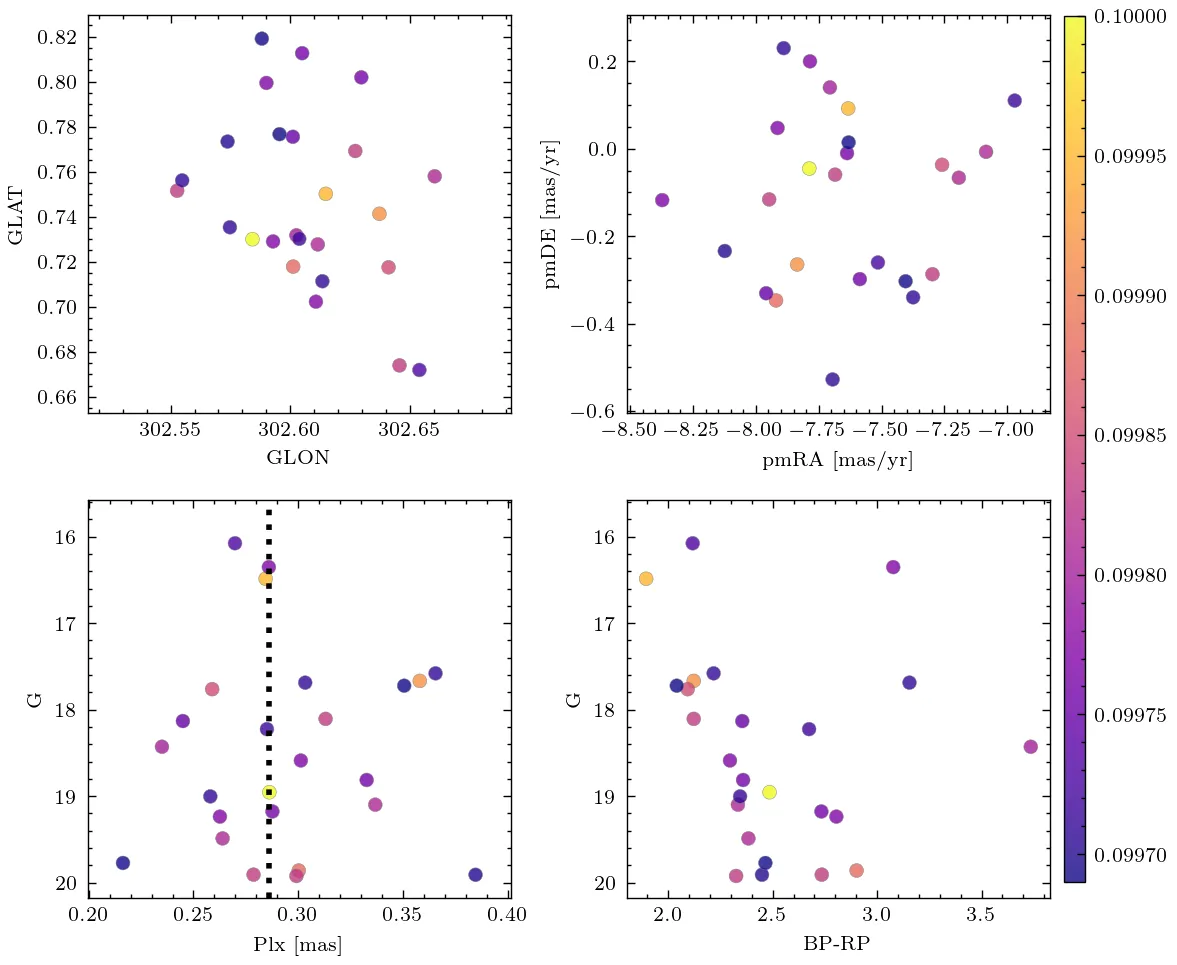 0.82
0.80
0.78
0.76
0.74
0.72
0.70
0.68
0.66
GLAT
302.55 302.60 302.65
GLON
0.2
0.0
−0.2
−0.4
−0.6
pmDE [mas/yr]
−8.50 −8.25 −8.00 −7.75 −7.50 −7.25 −7.00
pmRA [mas/yr]
16
17
18
19
20
G
0.20 0.25 0.30 0.35 0.40
Plx [mas]
16
17
18
19
20
G
2.0 2.5 3.0 3.5
BP-RP
0.10000
0.09995
0.09990
0.09985
0.09980
0.09975
0.09970